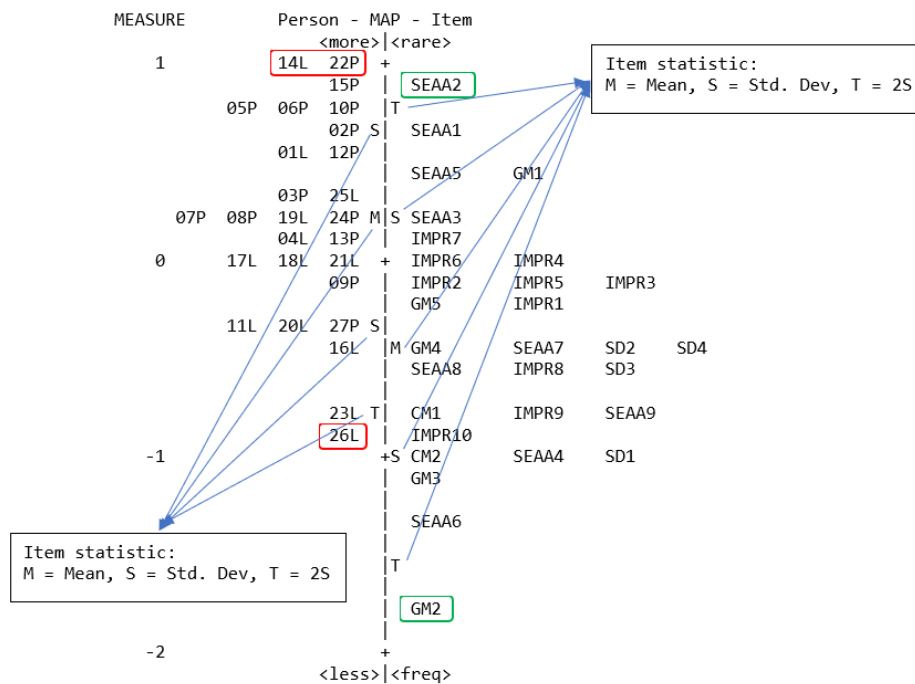 MEASURE Person - MAP - Item
<more>|<rare>
1 14L 22P +
15P | SEAA2
05P 06P 10P |T
02P S| SEAA1
01L 12P |
| SEAA5 GM1
03P 25L |
07P 08P 19L 24P M|S SEAA3
04L 13P | IMPR7
0 17L 18L 21L + IMPR6 IMPR4
09P | IMPR2 IMPR5 IMPR3
| GM5 IMPR1
11L 20L 27P S|
16L |M GM4 SEAA7 SD2 SD4
| SEAA8 IMPR8 SD3
23L T| CM1 IMPR9 SEAA9
26L | IMPR10
-1 +S CM2 SEAA4 SD1
| GM3
| SEAA6
|T
| GM2
-2 +
<less>|<freq>
Item statistic:
M = Mean, S = Std. Dev, T = 2S
Item statistic:
M = Mean, S = Std. Dev, T = 2S